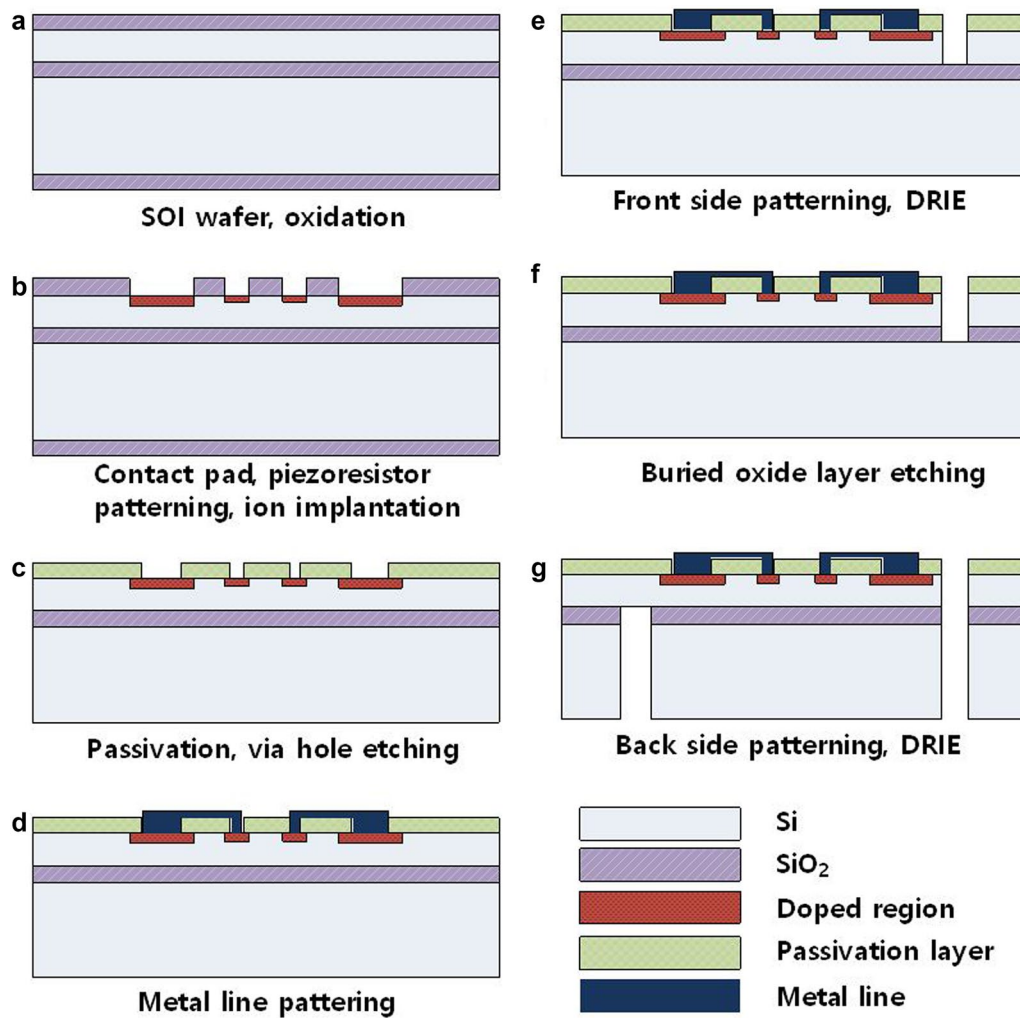 a
SOI wafer, oxidation
b
Contact pad, piezoresistor
patterning, ion implantation
c
Passivation, via hole etching
d
Metal line pattering
e
Front side patterning, DRIE
f
Buried oxide layer etching
g
Back side patterning, DRIE
Si
SiO₂
Doped region
Passivation layer
Metal line